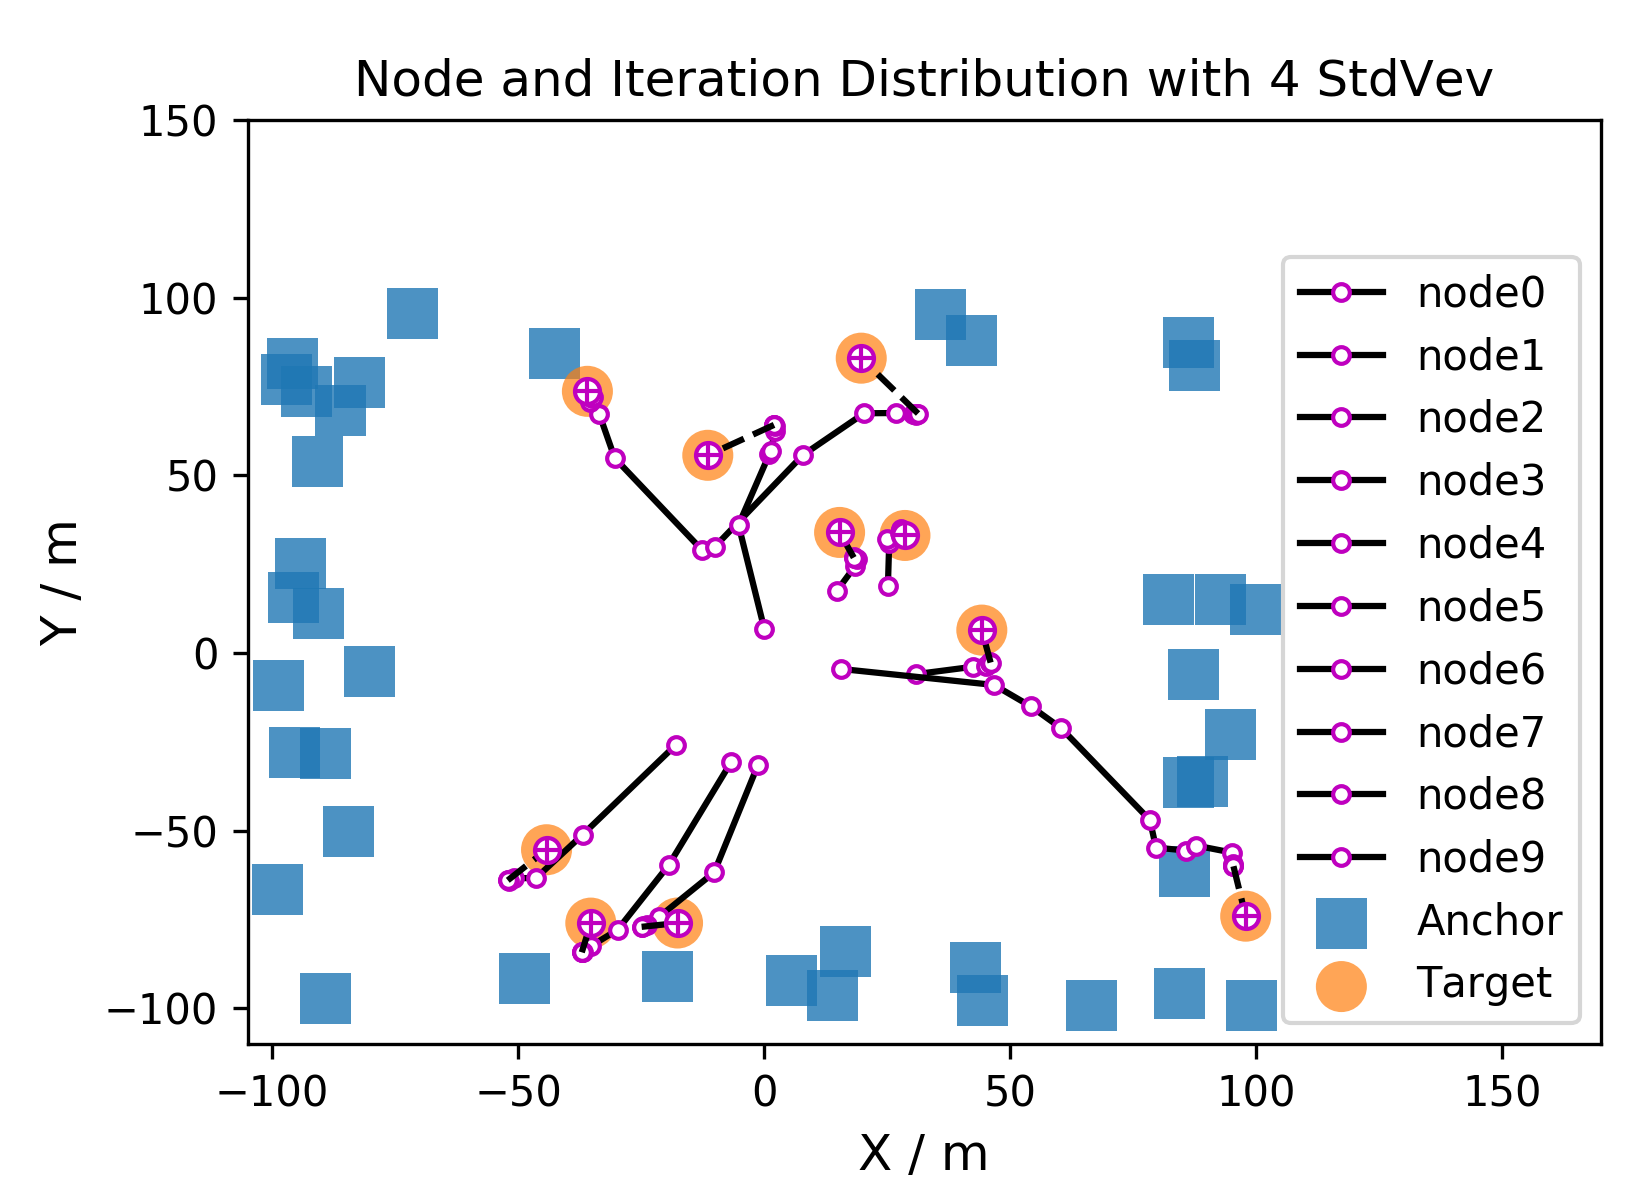 Node and Iteration Distribution with 4 StdVev
150
100
50
0
−50
−100
Y / m
−100
−50
0
50
100
150
X / m
node0
node1
node2
node3
node4
node5
node6
node7
node8
node9
Anchor
Target